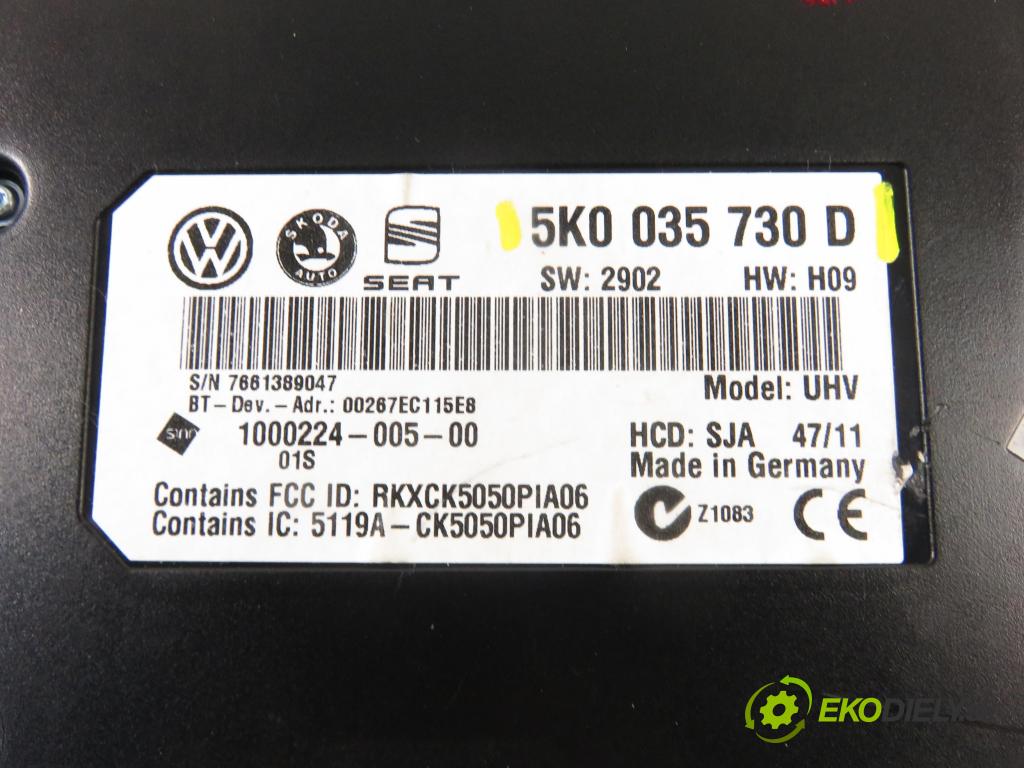 ŠKODA
AUTO
SEAT
5K0 035 730 D
SW: 2902 HW: H09
S/N 7661389047
Model: UHV
BT-Dev.-Adr.: 00267EC115E8
1000224-005-00
01S
HCD: SJA 47/11
Made in Germany
Contains FCC ID: RKXCK5050PIA06
Contains IC: 5119A-CK5050PIA06
Z1083
CE
EKODIELY